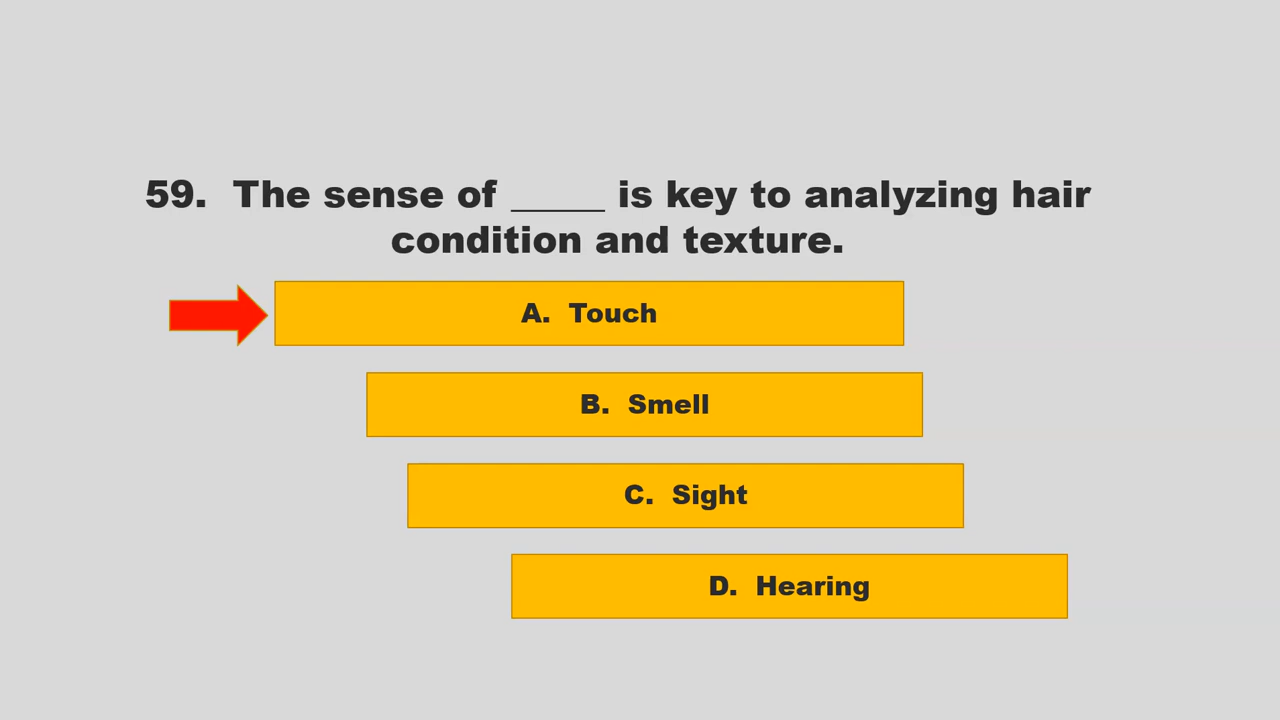 59.  The sense of _____ is key to analyzing hair
condition and texture.
A.  Touch
B.  Smell
C.  Sight
D.  Hearing